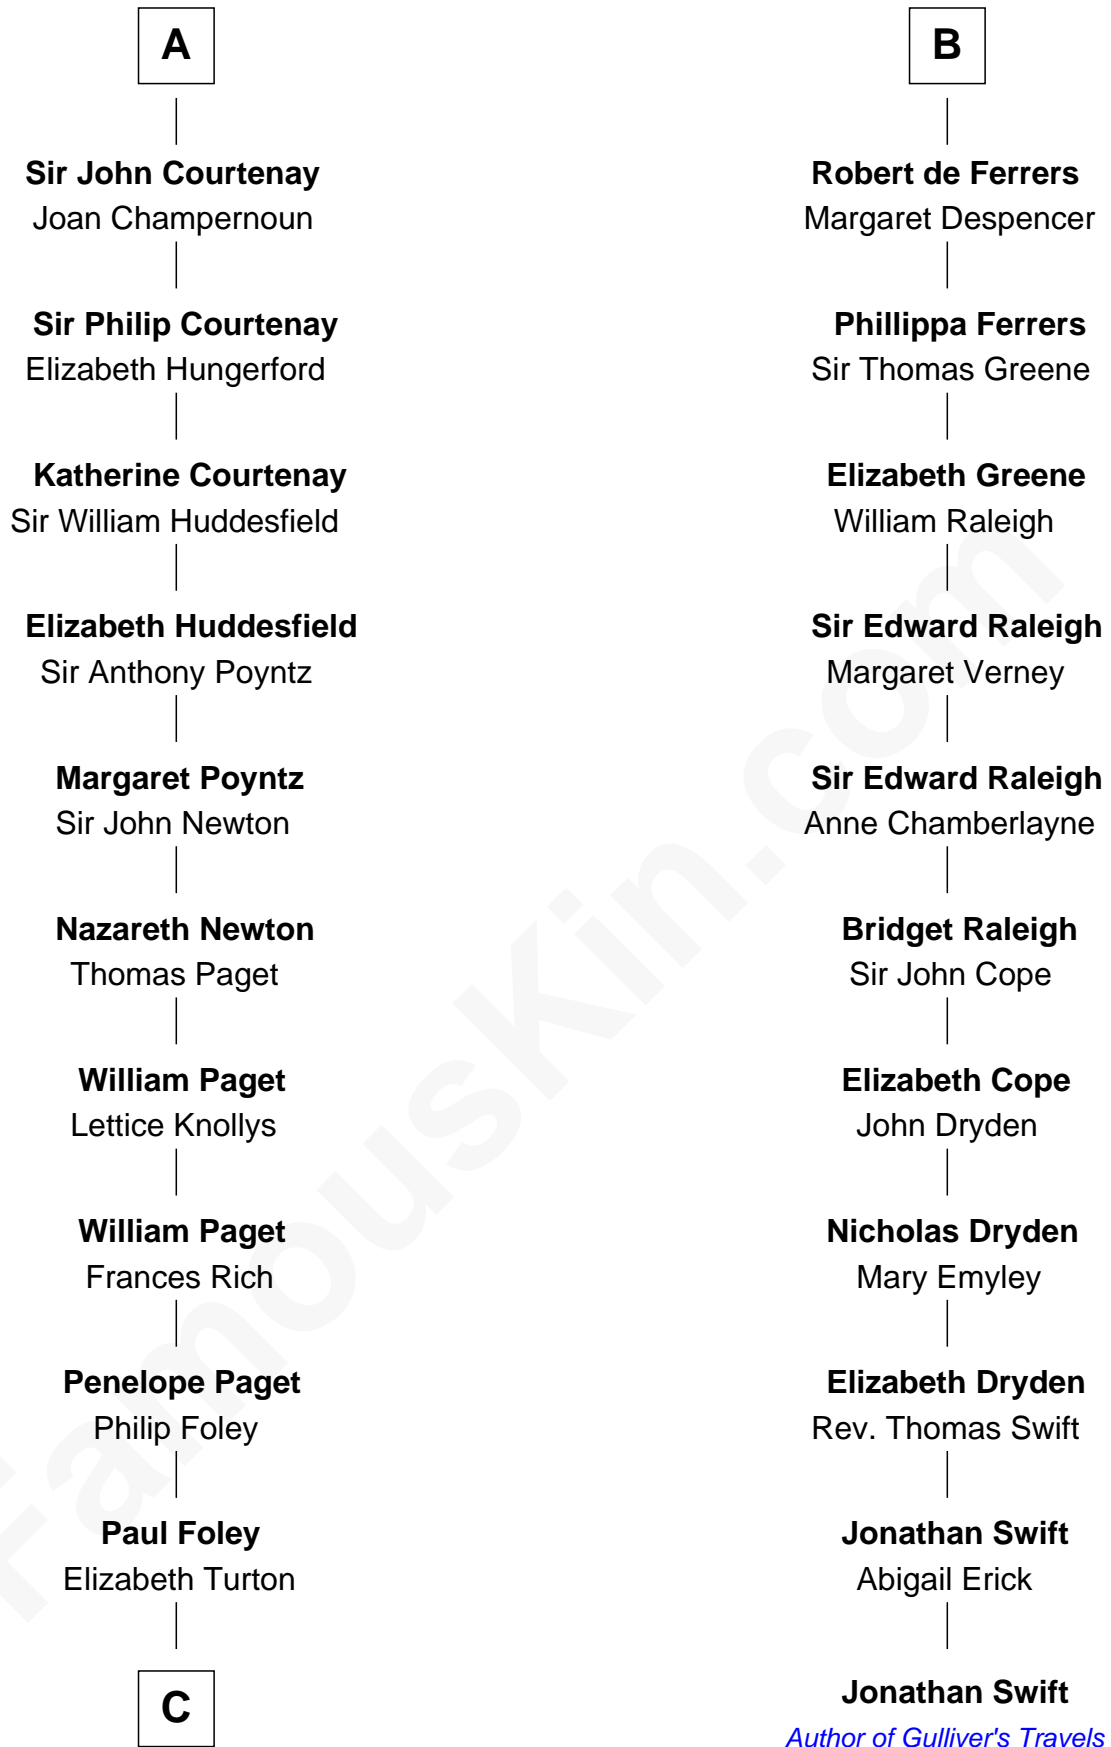 A
Sir John Courtenay
Joan Champernoun
Sir Philip Courtenay
Elizabeth Hungerford
Katherine Courtenay
Sir William Huddesfield
Elizabeth Huddesfield
Sir Anthony Poyntz
Margaret Poyntz
Sir John Newton
Nazareth Newton
Thomas Paget
William Paget
Lettice Knollys
William Paget
Frances Rich
Penelope Paget
Philip Foley
Paul Foley
Elizabeth Turton
C
B
Robert de Ferrers
Margaret Despencer
Phillippa Ferrers
Sir Thomas Greene
Elizabeth Greene
William Raleigh
Sir Edward Raleigh
Margaret Verney
Sir Edward Raleigh
Anne Chamberlayne
Bridget Raleigh
Sir John Cope
Elizabeth Cope
John Dryden
Nicholas Dryden
Mary Emyley
Elizabeth Dryden
Rev. Thomas Swift
Jonathan Swift
Abigail Erick
Jonathan Swift
Author of Gulliver's Travels
FamousKin.com